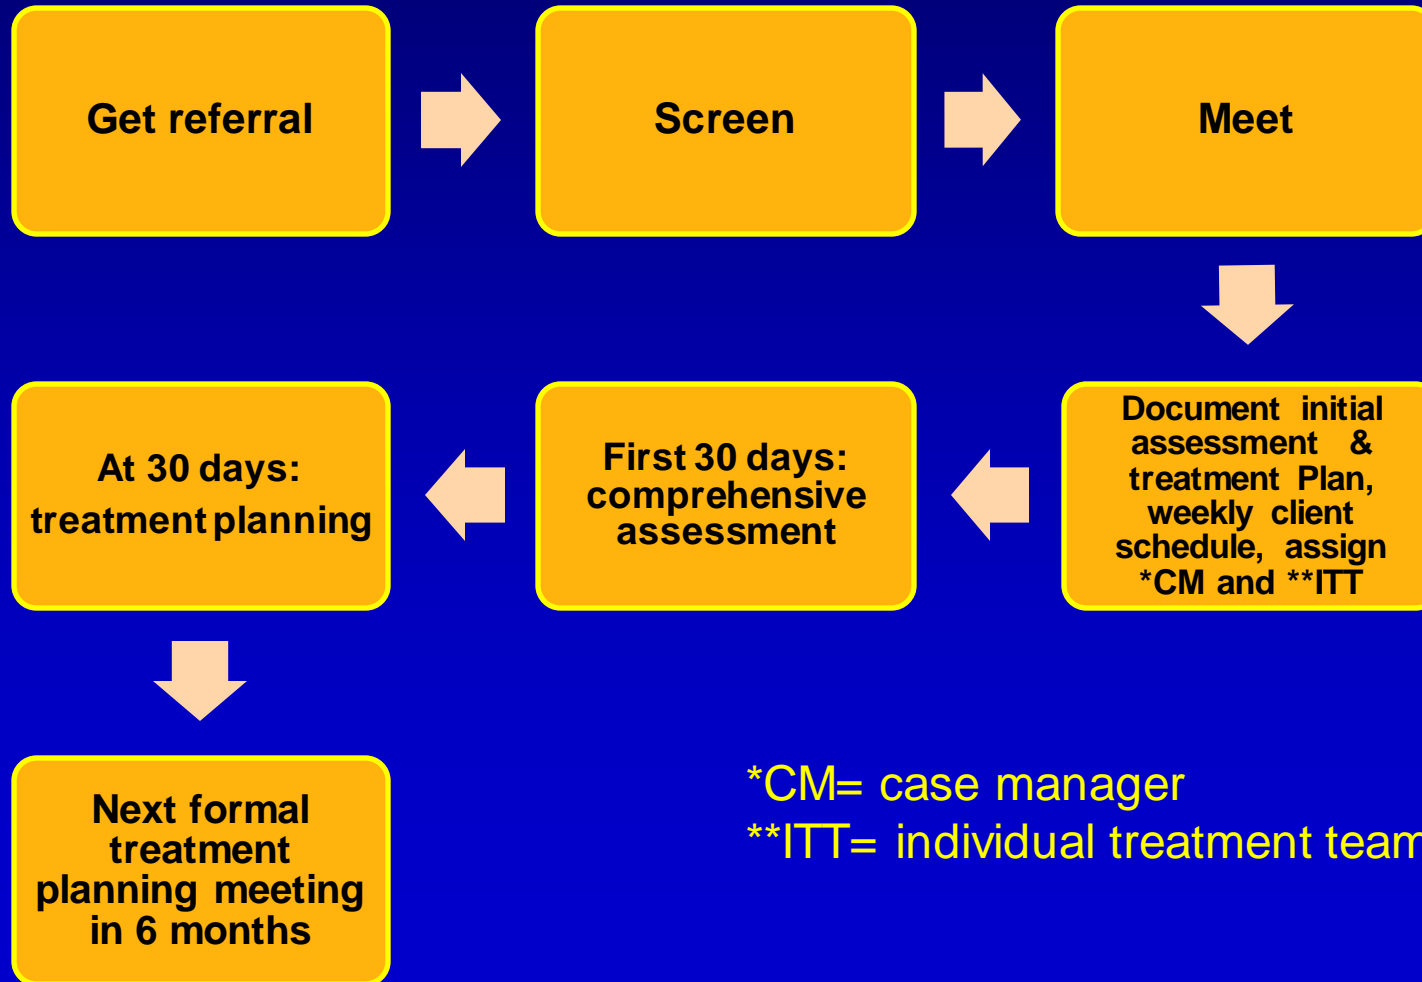 Get referral
Screen
Meet
Document initial
assessment &
treatment Plan,
weekly client
schedule, assign
*CM and **ITT
First 30 days:
comprehensive
assessment
At 30 days:
treatment planning
Next formal
treatment
planning meeting
in 6 months
*CM= case manager
**ITT= individual treatment team